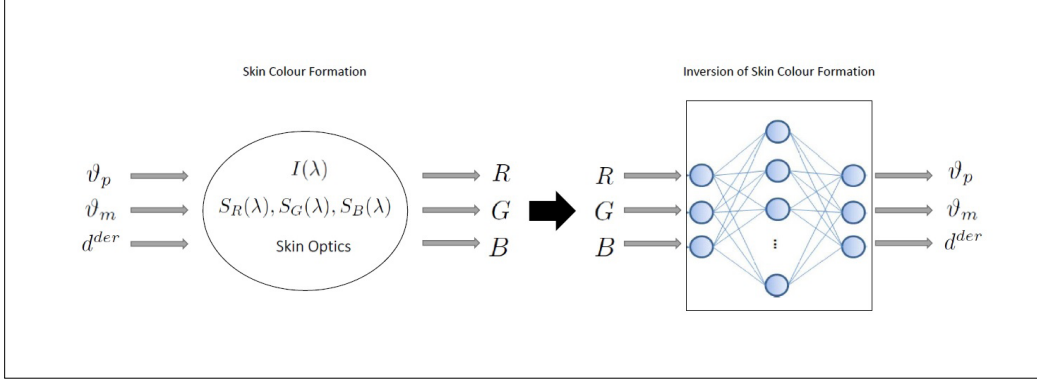 Skin Colour Formation
Inversion of Skin Colour Formation
ϑ_p
ϑ_m
d^{der}
I(λ)
S_R(λ), S_G(λ), S_B(λ)
Skin Optics
R
G
B
R
G
B
...
ϑ_p
ϑ_m
d^{der}